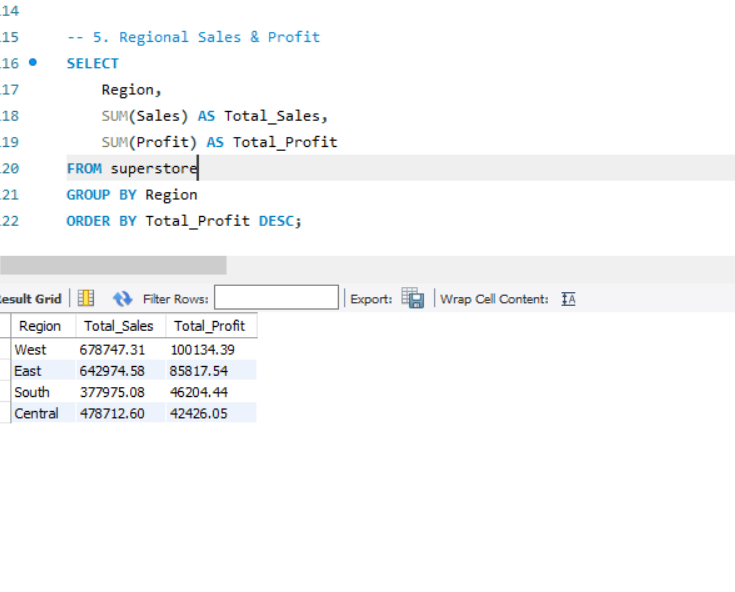 14
15 -- 5. Regional Sales & Profit
16 SELECT
17 Region,
18 SUM(Sales) AS Total_Sales,
19 SUM(Profit) AS Total_Profit
20 FROM superstore
21 GROUP BY Region
22 ORDER BY Total_Profit DESC;
esult Grid Filter Rows: Export: Wrap Cell Content: IA
Region Total_Sales Total_Profit
West 678747.31 100134.39
East 642974.58 85817.54
South 377975.08 46204.44
Central 478712.60 42426.05